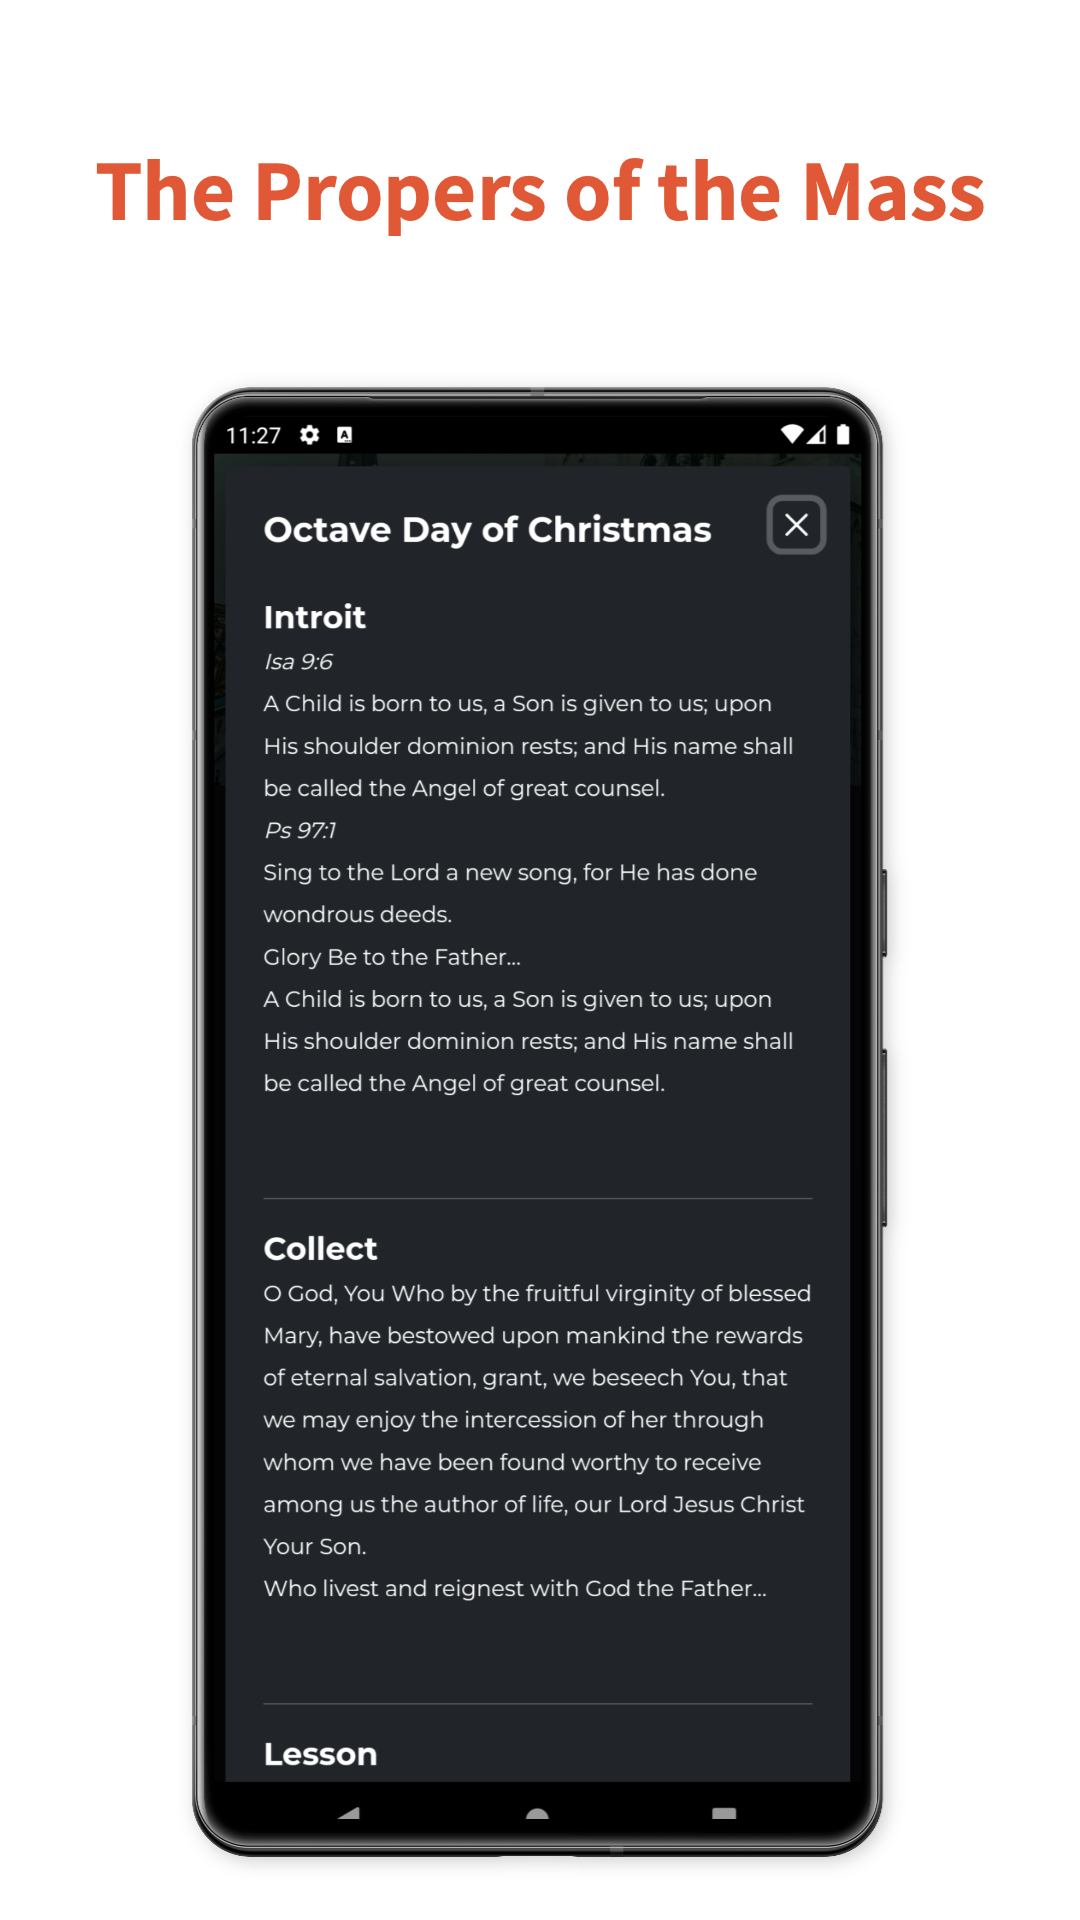 The Propers of the Mass
11:27
A
Octave Day of Christmas
Introit
Isa 9:6
A Child is born to us, a Son is given to us; upon
His shoulder dominion rests; and His name shall
be called the Angel of great counsel.
Ps 97:1
Sing to the Lord a new song, for He has done
wondrous deeds.
Glory Be to the Father...
A Child is born to us, a Son is given to us; upon
His shoulder dominion rests; and His name shall
be called the Angel of great counsel.
Collect
O God, You Who by the fruitful virginity of blessed
Mary, have bestowed upon mankind the rewards
of eternal salvation, grant, we beseech You, that
we may enjoy the intercession of her through
whom we have been found worthy to receive
among us the author of life, our Lord Jesus Christ
Your Son.
Who livest and reignest with God the Father...
Lesson